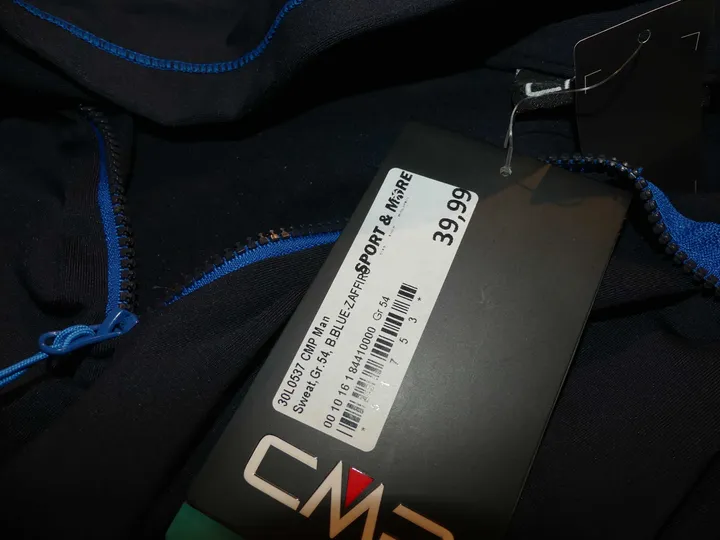 SPORT & MORE
39,99
30L0537 CMP Man
Sweat,Gr.54, B.BLUE-ZAFFIRO
00 10 16 1 84410000 Gr 54
CMP